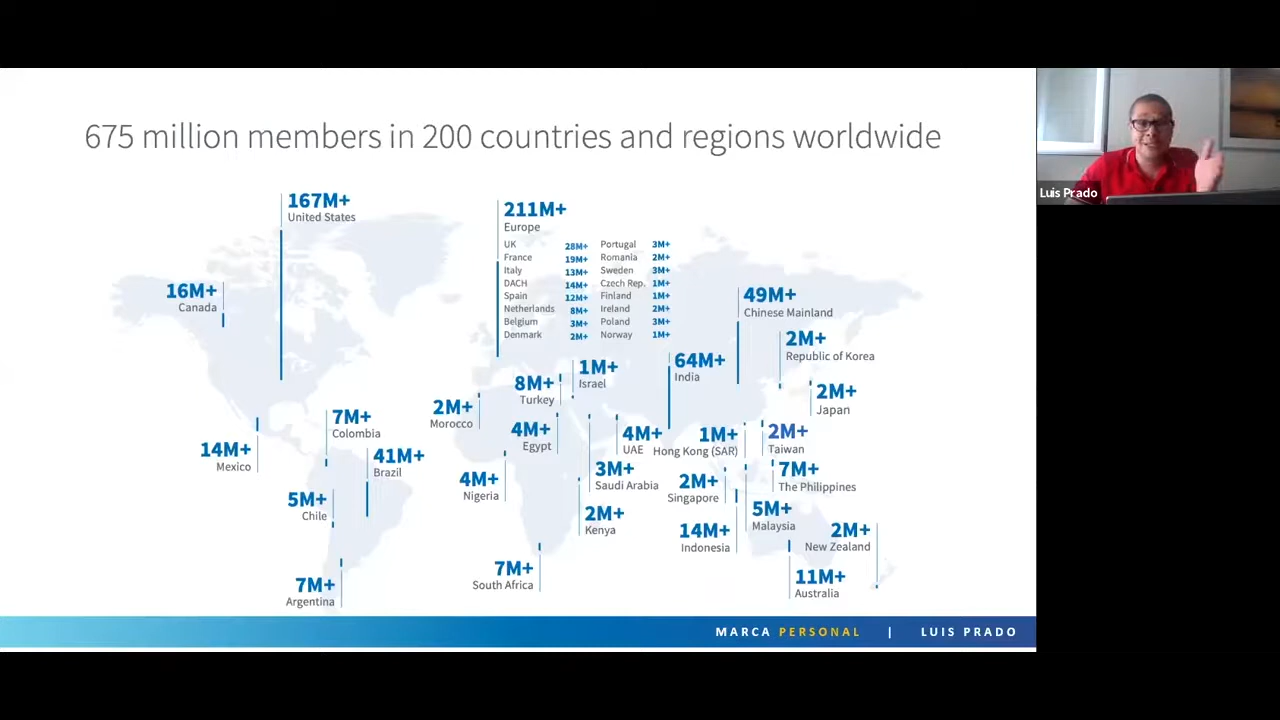 675 million members in 200 countries and regions worldwide
Luis Prado
167M+
United States
211M+
Europe
UK 28M+ Portugal 3M+
France 19M+ Romania 2M+
Italy 13M+ Sweden 3M+
DACH 14M+ Czech Rep. 1M+
Spain 12M+ Finland 1M+
Netherlands 8M+ Ireland 2M+
Belgium 3M+ Poland 3M+
Denmark 2M+ Norway 1M+
16M+
Canada
49M+
Chinese Mainland
2M+
Republic of Korea
64M+
India
1M+
Israel
8M+
Turkey
2M+
Japan
2M+
Morocco
7M+
Colombia
4M+
Egypt
4M+
UAE
1M+
Hong Kong (SAR)
2M+
Taiwan
14M+
Mexico
41M+
Brazil
4M+
Nigeria
3M+
Saudi Arabia
2M+
Singapore
7M+
The Philippines
5M+
Chile
2M+
Kenya
14M+
Indonesia
5M+
Malaysia
2M+
New Zealand
7M+
Argentina
7M+
South Africa
11M+
Australia
MARCA PERSONAL | LUIS PRADO